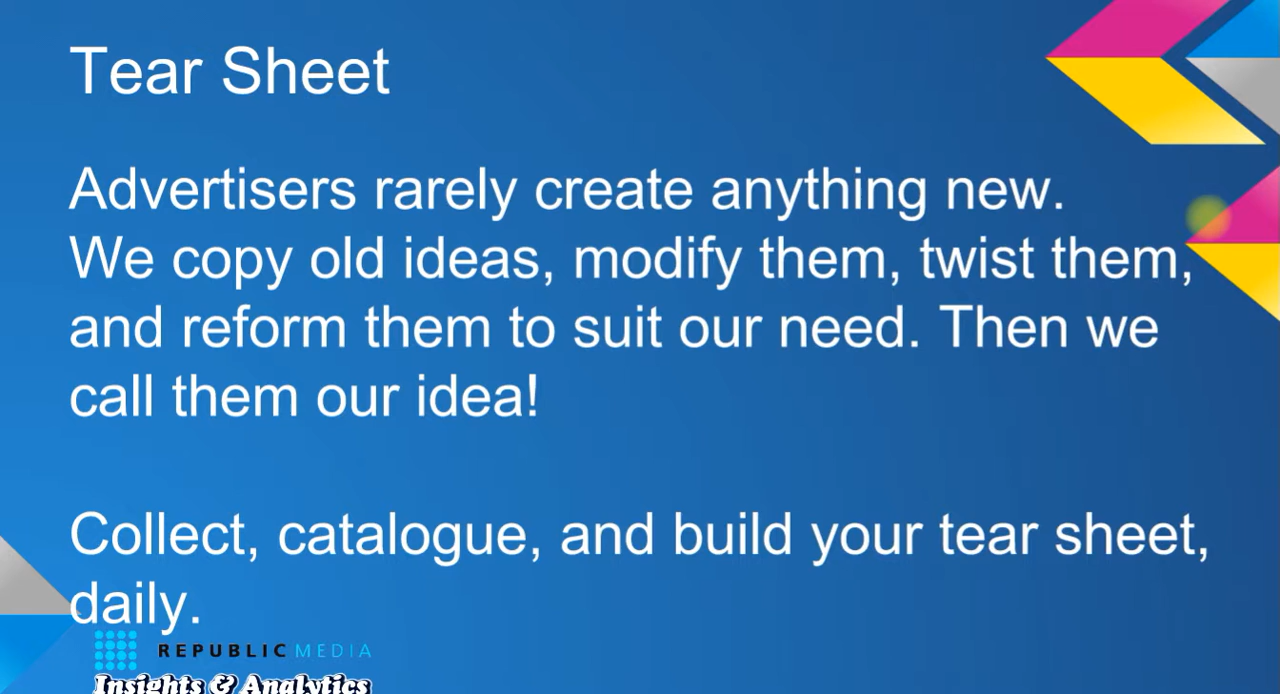 Tear Sheet
Advertisers rarely create anything new.
We copy old ideas, modify them, twist them,
and reform them to suit our need. Then we
call them our idea!
Collect, catalogue, and build your tear sheet,
daily.
REPUBLIC MEDIA
Insights & Analytics